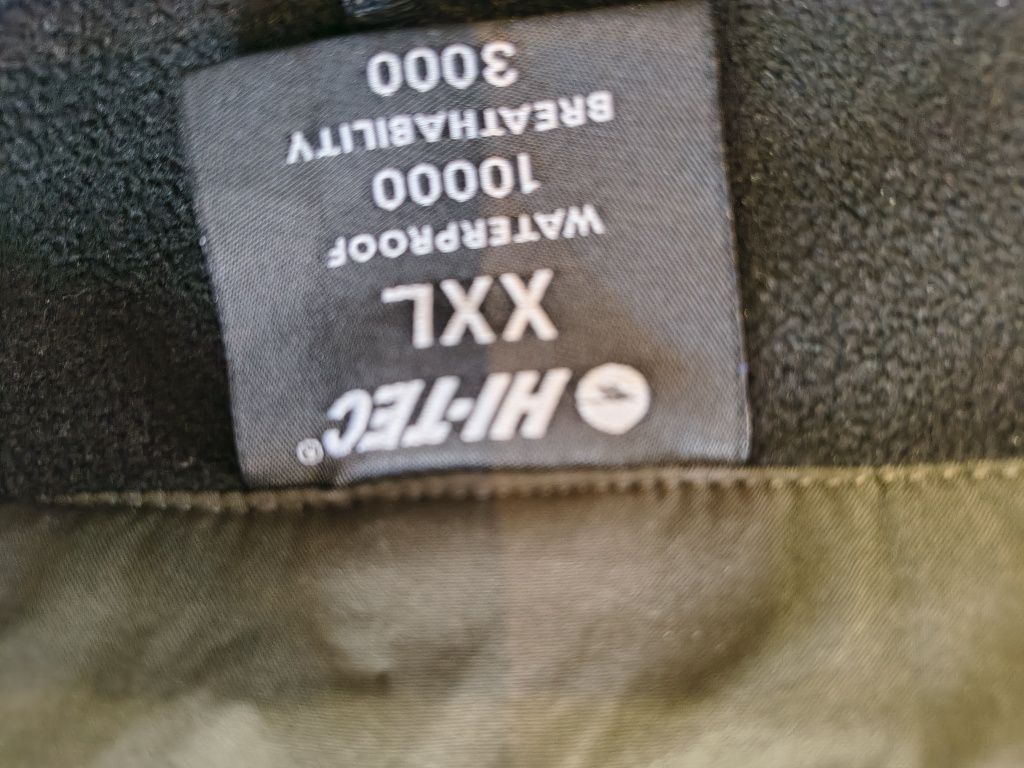 HI-TEC®
XXL
WATERPROOF
10000
BREATHABILITY
3000